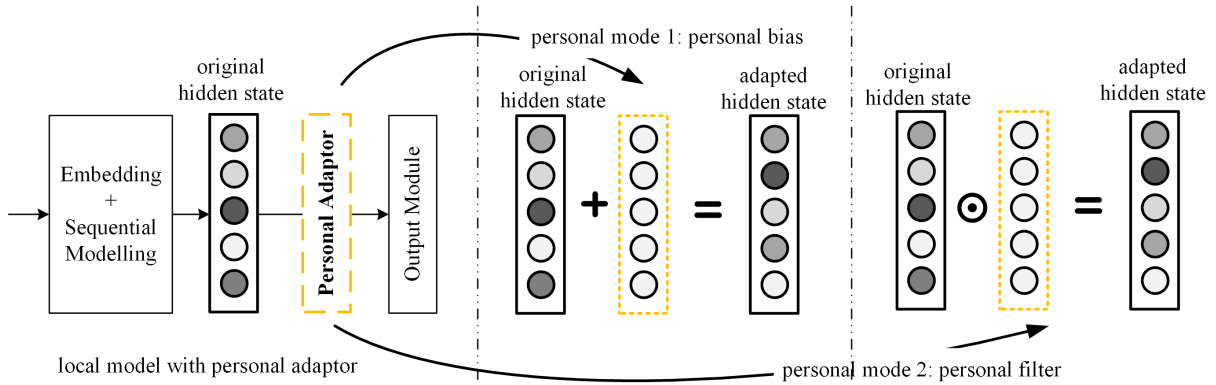 personal mode 1: personal bias
original
hidden state
Embedding
+
Sequential
Modelling
Personal Adaptor
Output Module
local model with personal adaptor
original
hidden state
+
=
adapted
hidden state
original
hidden state
⊙
=
adapted
hidden state
personal mode 2: personal filter